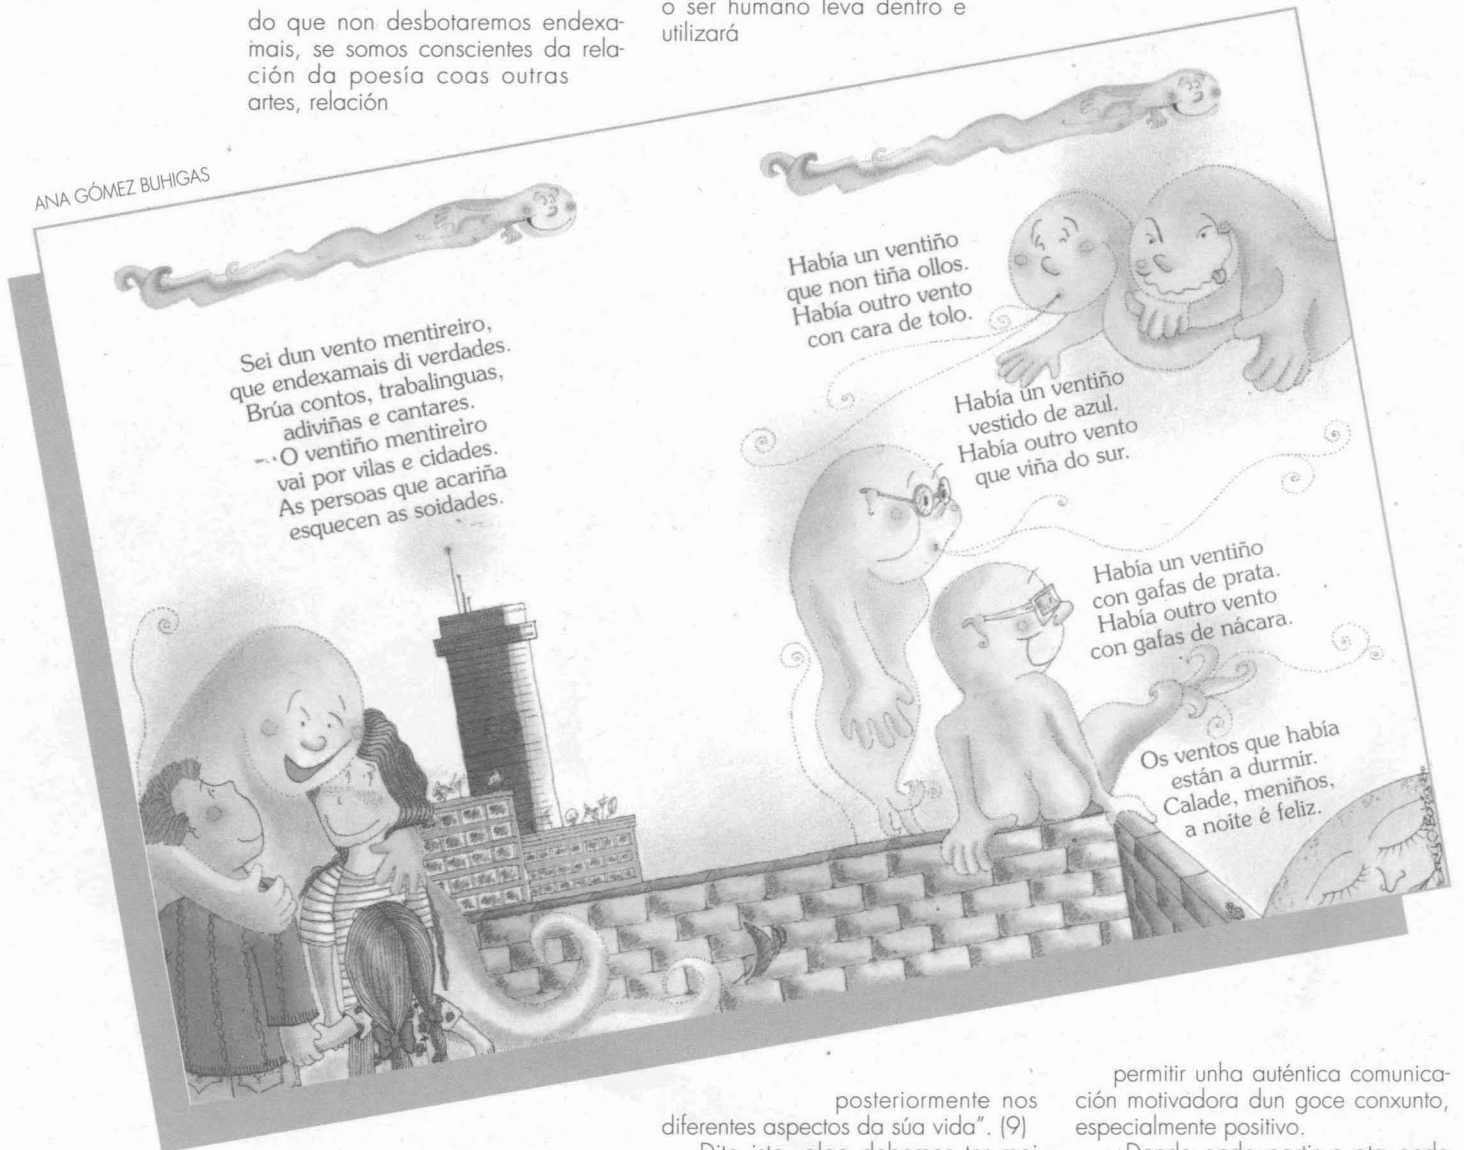 do que non desbotaremos endexa-
mais, se somos conscientes da rela-
ción da poesía coas outras
artes, relación
o ser humano leva dentro e
utilizará
ANA GÓMEZ BUHIGAS
Sei dun vento mentireiro,
que endexamais di verdades.
Brúa contos, trabalinguas,
adiviñas e cantares.
O ventiño mentireiro
vai por vilas e cidades.
As persoas que acariña
esquecen as soidades.
Había un ventiño
que non tiña ollos.
Había outro vento
con cara de tolo.
Había un ventiño
vestido de azul.
Había outro vento
que viña do sur.
Había un ventiño
con gafas de prata.
Había outro vento
con gafas de nácara.
Os ventos que había
están a durmir.
Calade, meniños,
a noite é feliz.
posteriormente nos
diferentes aspectos da súa vida". (9)
permitir unha auténtica comunica-
ción motivadora dun goce conxunto,
especialmente positivo.